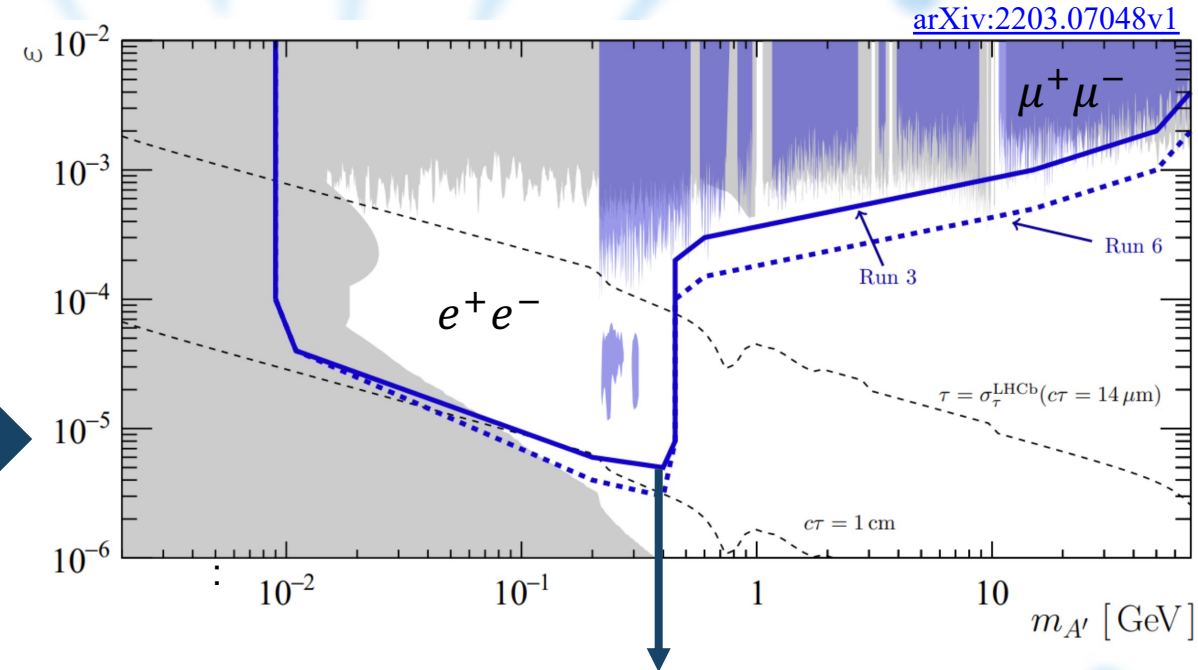 arXiv:2203.07048v1
ε 10⁻²
μ⁺μ⁻
10⁻³
Run 6
Run 3
10⁻⁴
e⁺e⁻
τ = σ_τ^LHCb(cτ = 14 μm)
10⁻⁵
cτ = 1 cm
10⁻⁶
:
10⁻² 10⁻¹ 1 10
m_A′ [GeV]